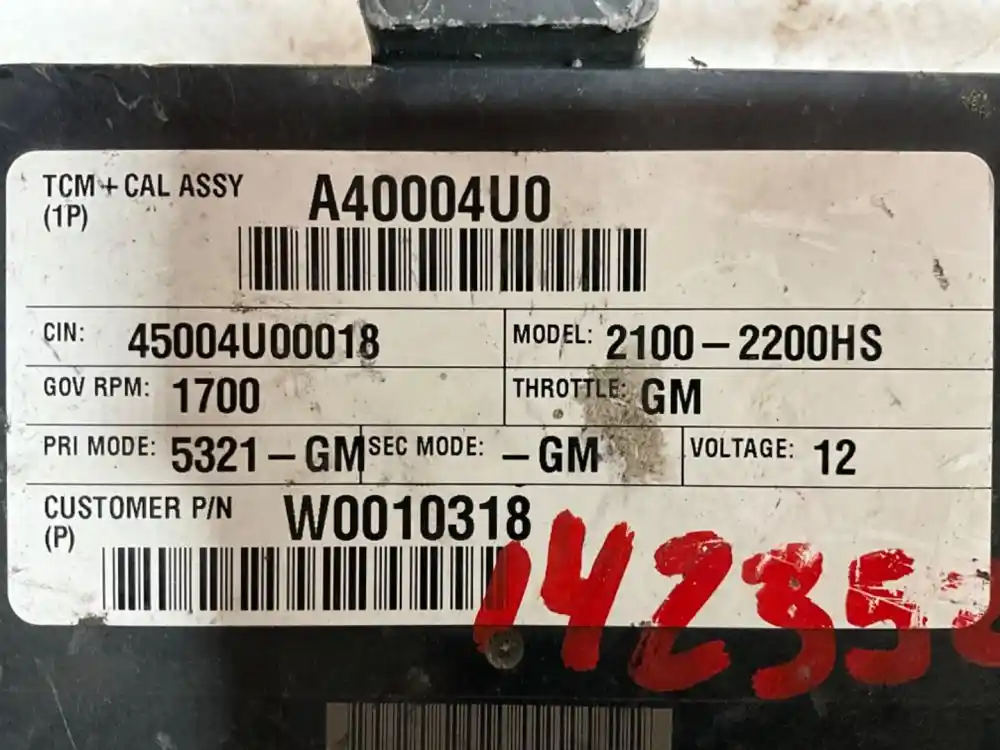 TCM + CAL ASSY A40004U0
(1P)
CIN: 45004U00018 MODEL: 2100-2200HS
GOV RPM: 1700 THROTTLE: GM
PRI MODE: 5321-GM SEC MODE: -GM VOLTAGE: 12
CUSTOMER P/N W0010318
(P)
14235